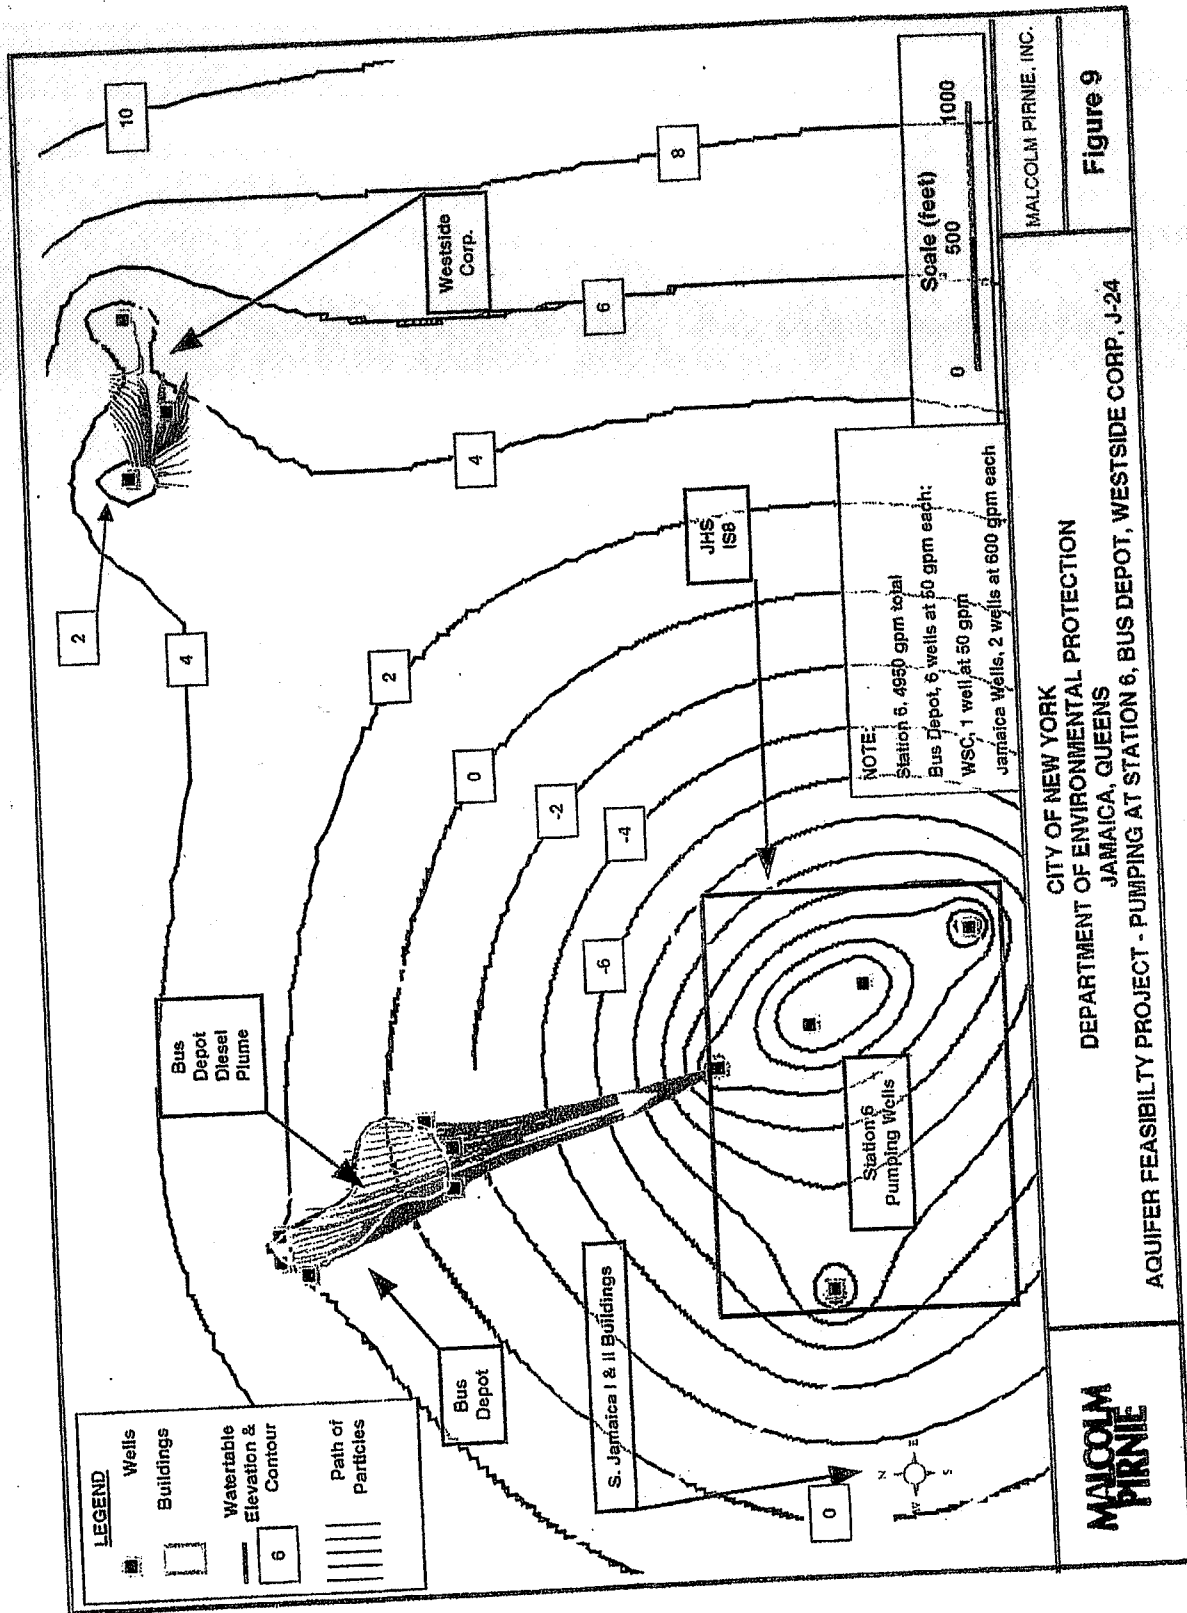 LEGEND
Wells
Buildings
Watertable
Elevation &
Contour
6
Path of
Particles
2
4
10
Westside
Corp.
8
6
4
2
0
-2
-4
-6
0
Bus
Depot
Diesel
Plume
Bus
Depot
S. Jamaica I & II Buildings
Station 6
Pumping Wells
JHS
IS8
N
E
S
W
Scale (feet)
0 500 1000
NOTE:
Station 6, 4950 gpm total
Bus Depot, 6 wells at 50 gpm each;
WSC, 1 well at 50 gpm
Jamaica Wells, 2 wells at 600 gpm each
MALCOLM
PIRNIE
CITY OF NEW YORK
DEPARTMENT OF ENVIRONMENTAL PROTECTION
JAMAICA, QUEENS
AQUIFER FEASIBILTY PROJECT - PUMPING AT STATION 6, BUS DEPOT, WESTSIDE CORP, J-24
MALCOLM PIRNIE, INC.
Figure 9